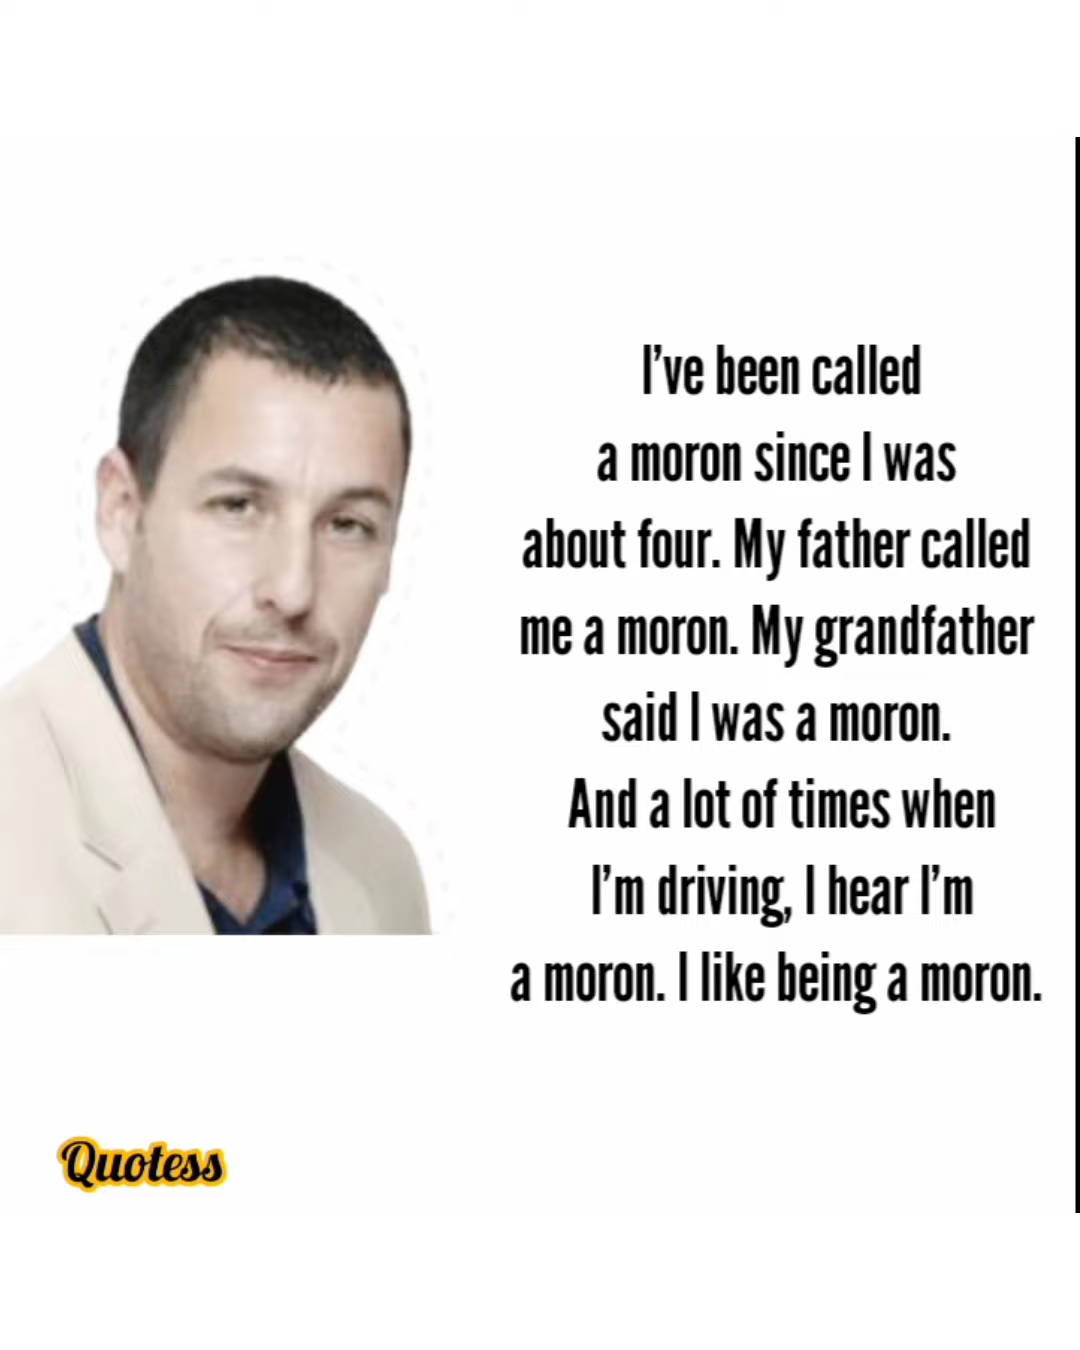 I’ve been called
a moron since I was
about four. My father called
me a moron. My grandfather
said I was a moron.
And a lot of times when
I’m driving, I hear I’m
a moron. I like being a moron.
Quotess